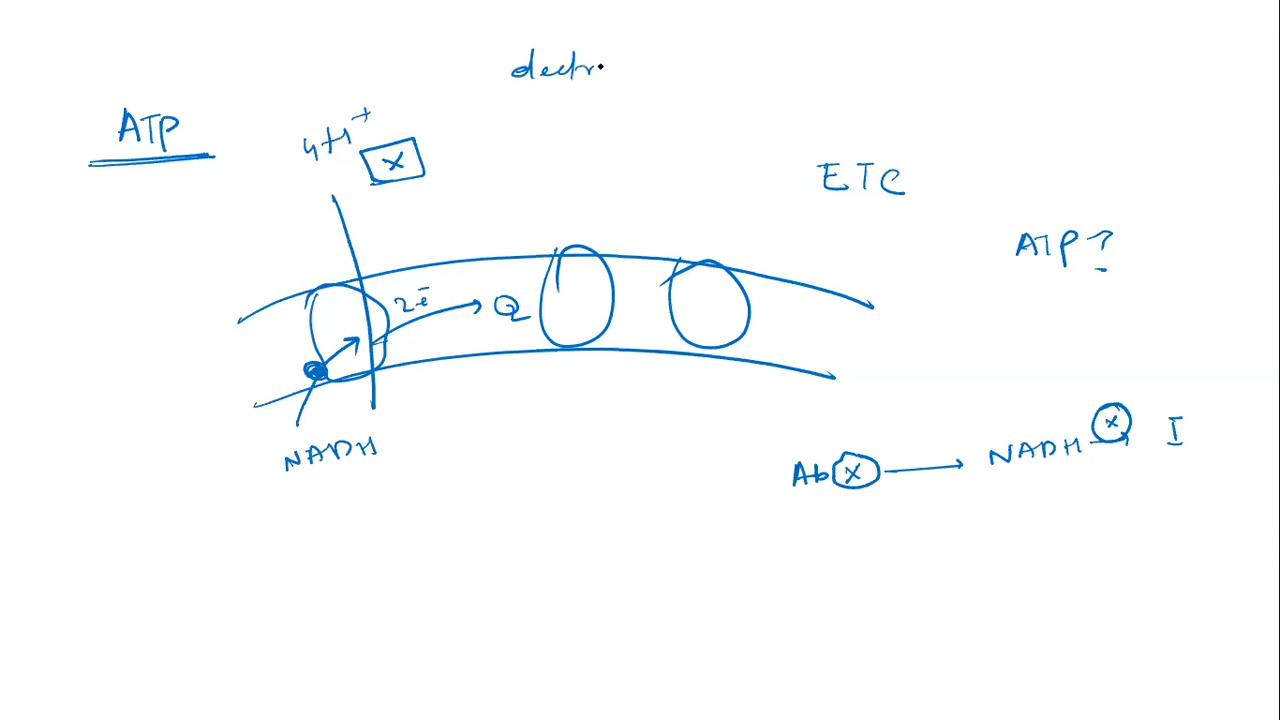 electr
ATP
4H⁺
X
ETC
ATP?
2e̅
Q
NADH
Ab X
NADH X I